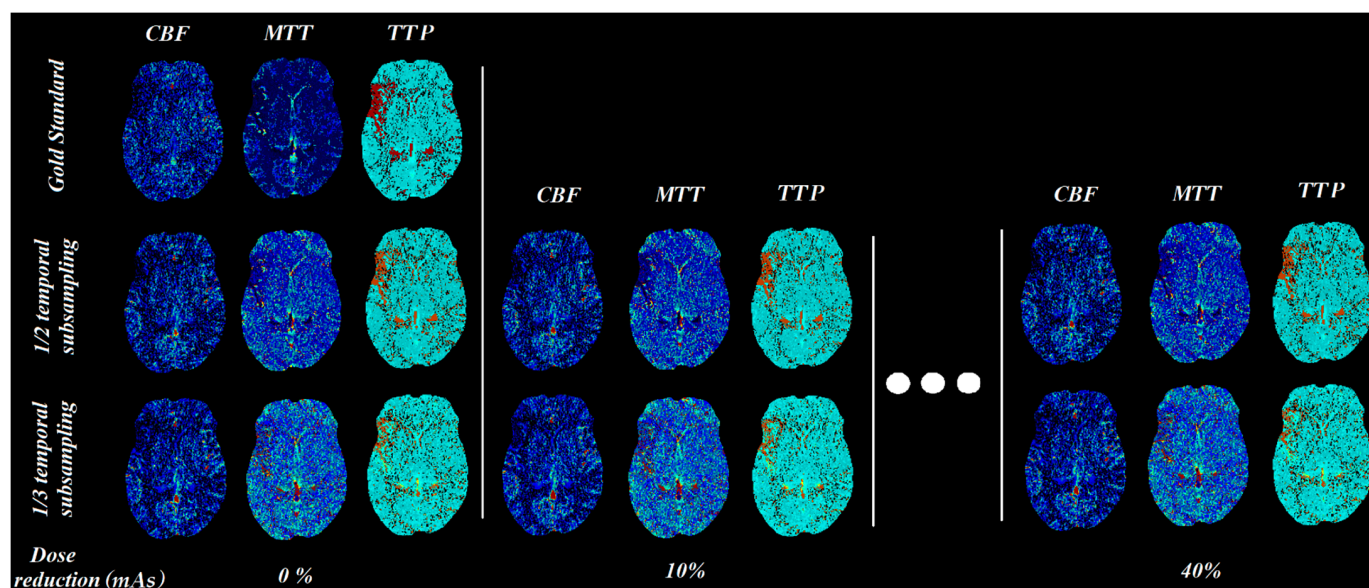 CBF MTT TTP
Gold Standard
CBF MTT TTP
CBF MTT TTP
1/2 temporal
subsampling
1/3 temporal
subsampling
Dose
reduction (mAs)
0 %
10%
40%